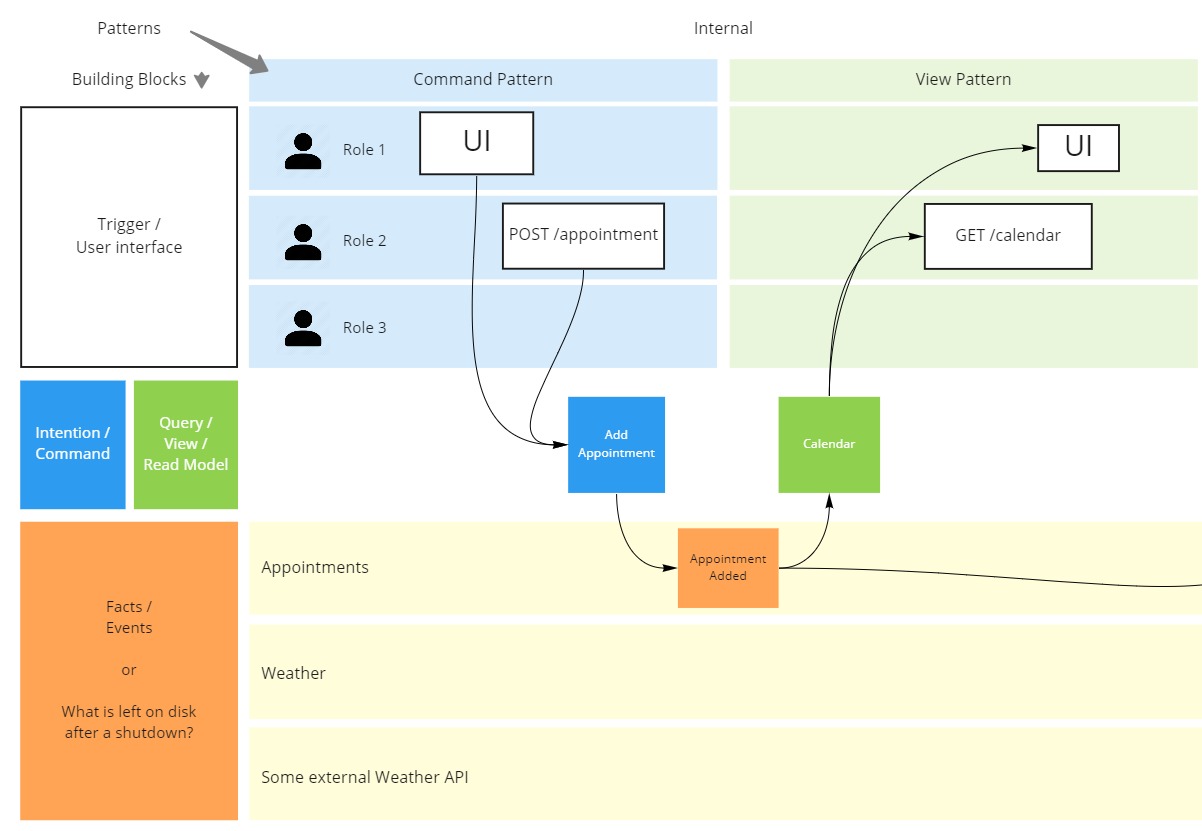 Patterns
Internal
Building Blocks
Command Pattern
View Pattern
Trigger /
User interface
Role 1
UI
UI
Role 2
POST /appointment
GET /calendar
Role 3
Intention /
Command
Query /
View /
Read Model
Add
Appointment
Calendar
Facts /
Events
or
What is left on disk
after a shutdown?
Appointments
Appointment
Added
Weather
Some external Weather API